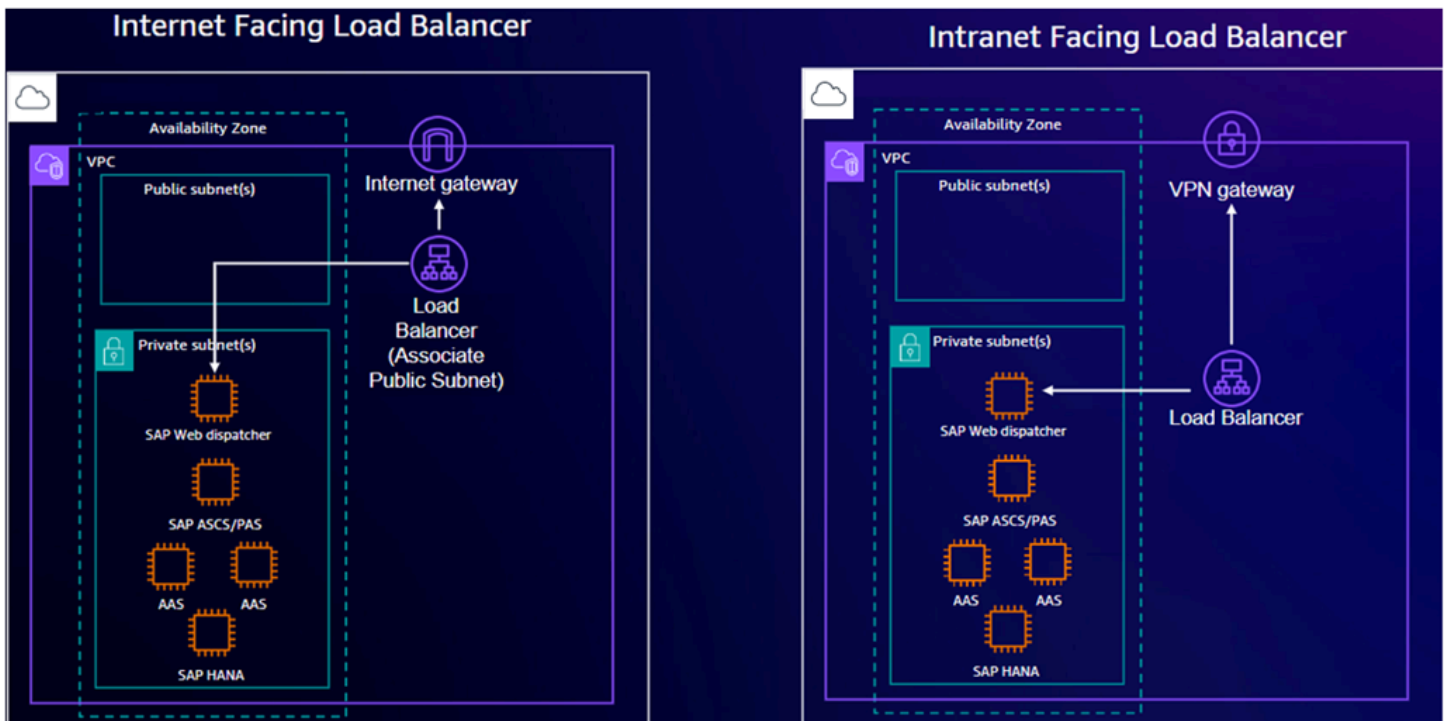 Internet Facing Load Balancer
Availability Zone
VPC
Public subnet(s)
Internet gateway
Load
Balancer
(Associate
Public Subnet)
Private subnet(s)
SAP Web dispatcher
SAP ASCS/PAS
AAS
AAS
SAP HANA
Intranet Facing Load Balancer
Availability Zone
VPC
Public subnet(s)
VPN gateway
Private subnet(s)
Load Balancer
SAP Web dispatcher
SAP ASCS/PAS
AAS
AAS
SAP HANA